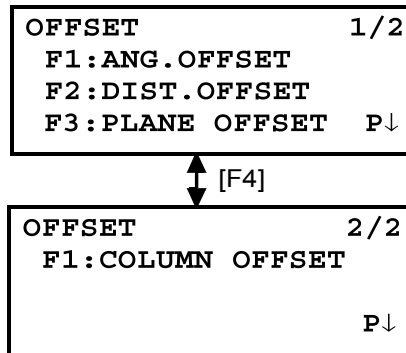 OFFSET 1/2
F1:ANG.OFFSET
F2:DIST.OFFSET
F3:PLANE OFFSET P↓
[F4]
OFFSET 2/2
F1:COLUMN OFFSET
P↓